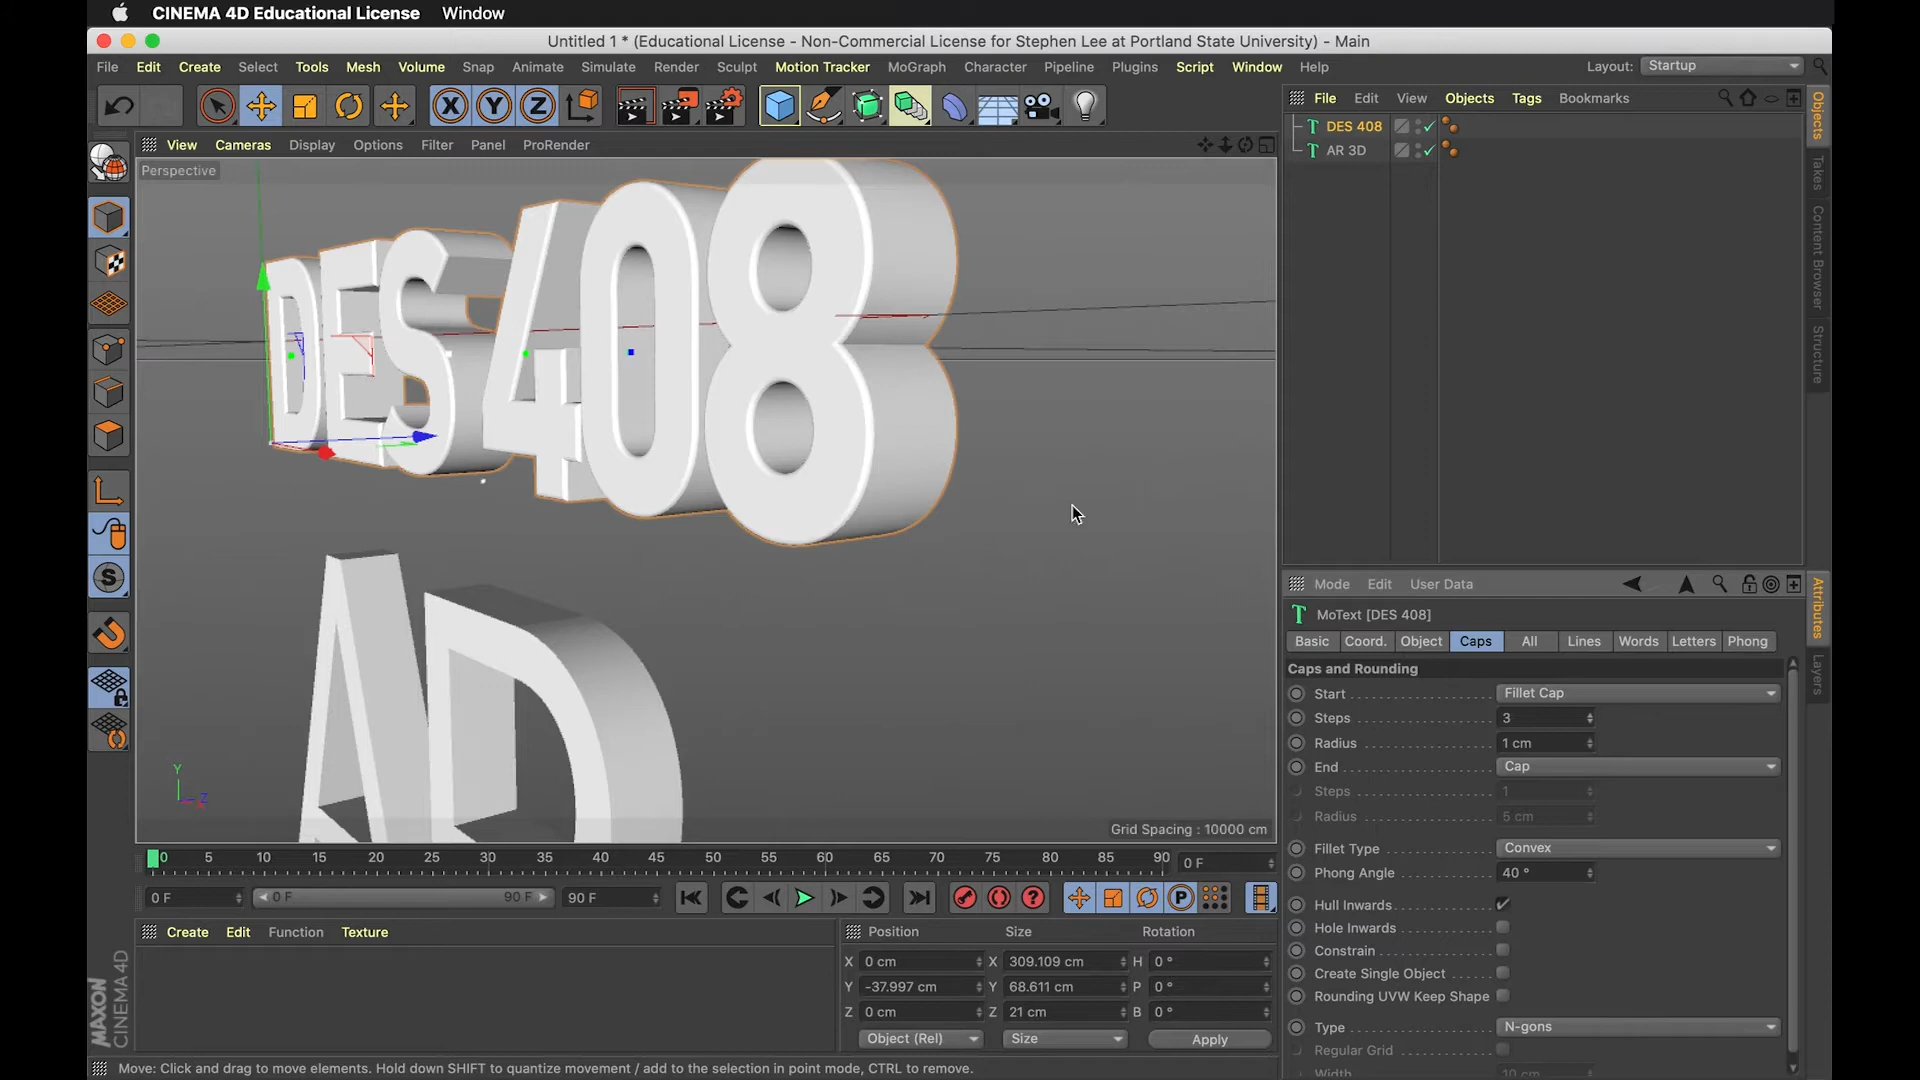 CINEMA 4D Educational License Window
Untitled 1 * (Educational License - Non-Commercial License for Stephen Lee at Portland State University) - Main
File Edit Create Select Tools Mesh Volume Snap Animate Simulate Render Sculpt Motion Tracker MoGraph Character Pipeline Plugins Script Window Help Layout: Startup
X Y Z
File Edit View Objects Tags Bookmarks
DES 408
AR 3D
Objects
Takes
Content Browser
Structure
View Cameras Display Options Filter Panel ProRender
Perspective
DES 408
AD
Y
Z
Grid Spacing : 10000 cm
Mode Edit User Data
MoText [DES 408]
Basic Coord. Object Caps All Lines Words Letters Phong
Caps and Rounding
Start Fillet Cap
Steps 3
Radius 1 cm
End Cap
Steps 1
Radius 5 cm
Fillet Type Convex
Phong Angle 40 °
Hull Inwards
Hole Inwards
Constrain
Create Single Object
Rounding UVW Keep Shape
Type N-gons
Regular Grid
Width 10 cm
Attributes
Layers
0 5 10 15 20 25 30 35 40 45 50 55 60 65 70 75 80 85 90 0 F
0 F 0 F 90 F 90 F
P
Create Edit Function Texture
Position Size Rotation
X 0 cm X 309.109 cm H 0 °
Y -37.997 cm Y 68.611 cm P 0 °
Z 0 cm Z 21 cm B 0 °
Object (Rel) Size Apply
MAXON
CINEMA 4D
Move: Click and drag to move elements. Hold down SHIFT to quantize movement / add to the selection in point mode, CTRL to remove.